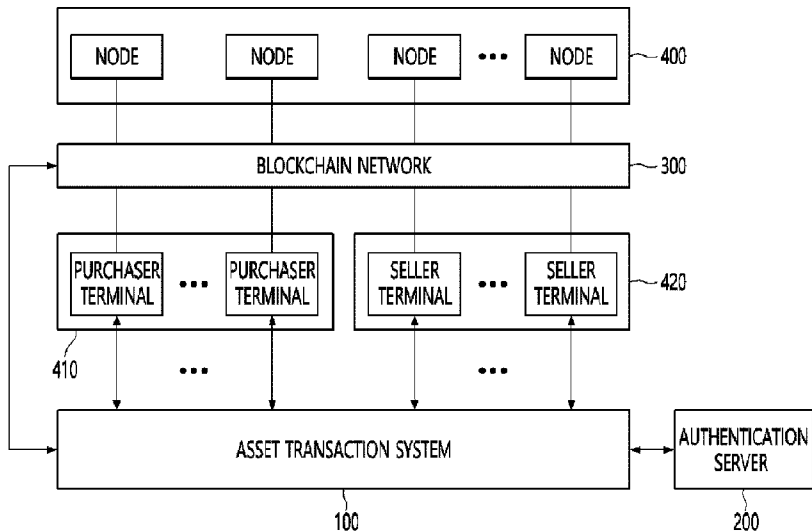 NODE NODE NODE ••• NODE
400
BLOCKCHAIN NETWORK
300
PURCHASER TERMINAL
•••
PURCHASER TERMINAL
SELLER TERMINAL
•••
SELLER TERMINAL
420
410
•••
•••
ASSET TRANSACTION SYSTEM
AUTHENTICATION
SERVER
100
200